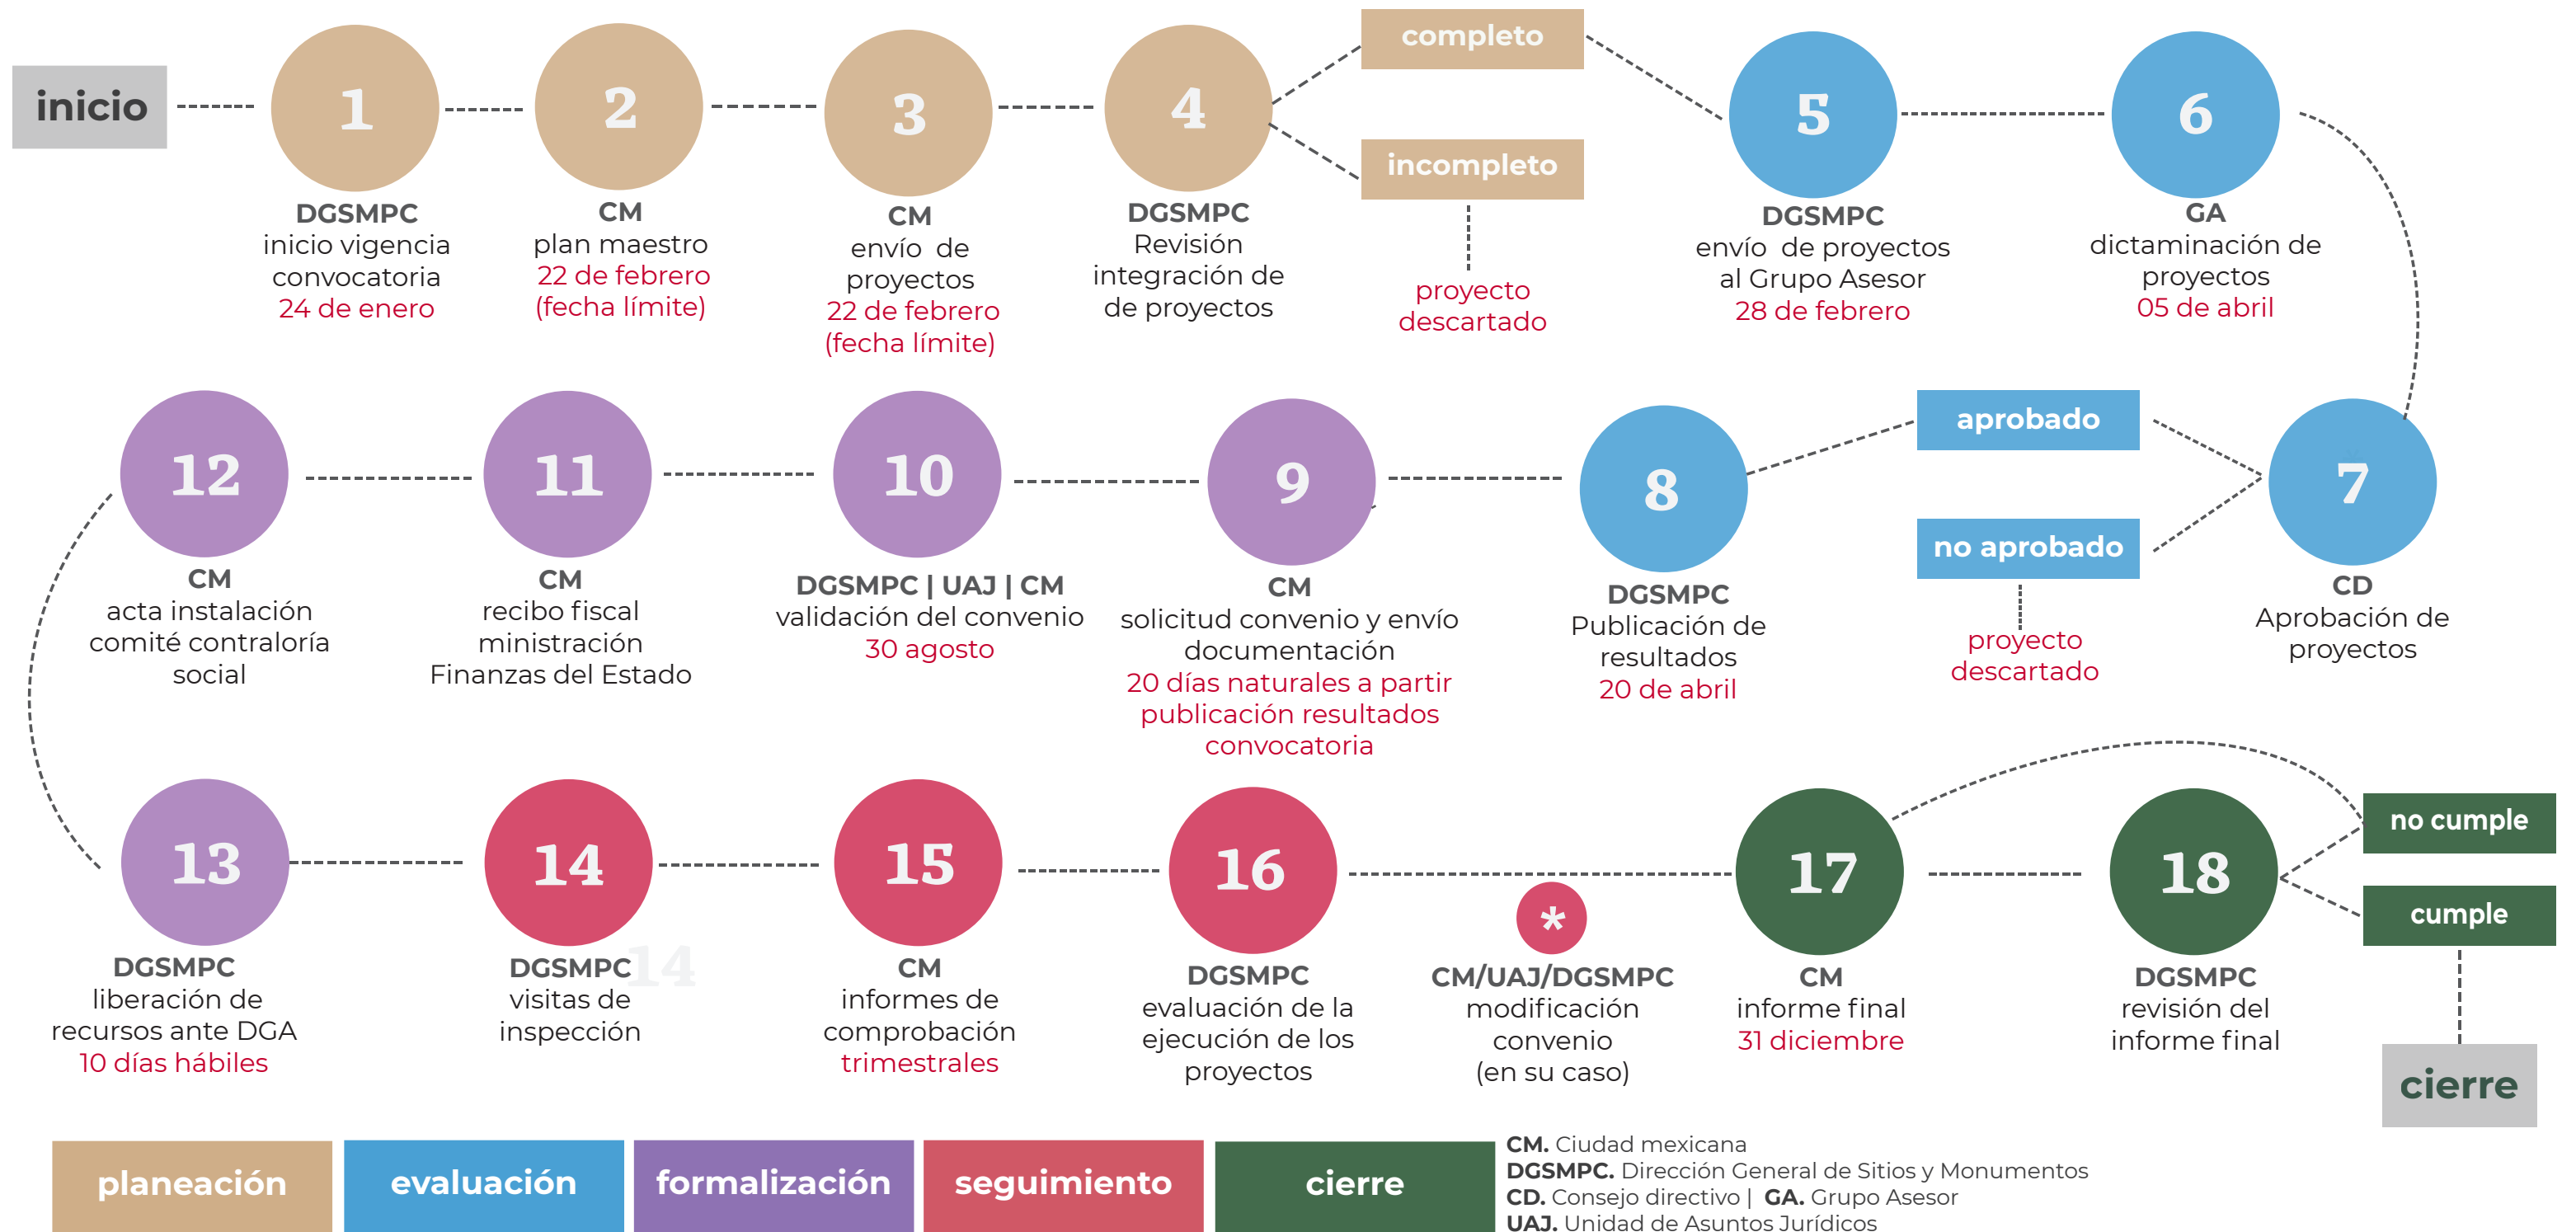 inicio
1
DGSMPC
inicio vigencia
convocatoria
24 de enero
2
CM
plan maestro
22 de febrero
(fecha límite)
3
CM
envío de
proyectos
22 de febrero
(fecha límite)
4
DGSMPC
Revisión
integración de
de proyectos
completo
incompleto
proyecto
descartado
5
DGSMPC
envío de proyectos
al Grupo Asesor
28 de febrero
6
GA
dictaminación de
proyectos
05 de abril
7
CD
Aprobación de
proyectos
aprobado
no aprobado
proyecto
descartado
8
DGSMPC
Publicación de
resultados
20 de abril
9
CM
solicitud convenio y envío
documentación
20 días naturales a partir
publicación resultados
convocatoria
10
DGSMPC | UAJ | CM
validación del convenio
30 agosto
11
CM
recibo fiscal
ministración
Finanzas del Estado
12
CM
acta instalación
comité contraloría
social
13
DGSMPC
liberación de
recursos ante DGA
10 días hábiles
14
14
DGSMPC
visitas de
inspección
15
CM
informes de
comprobación
trimestrales
16
DGSMPC
evaluación de la
ejecución de los
proyectos
*
CM/UAJ/DGSMPC
modificación
convenio
(en su caso)
17
CM
informe final
31 diciembre
18
DGSMPC
revisión del
informe final
no cumple
cumple
cierre
planeación
evaluación
formalización
seguimiento
cierre
CM. Ciudad mexicana
DGSMPC. Dirección General de Sitios y Monumentos
CD. Consejo directivo | GA. Grupo Asesor
UAJ. Unidad de Asuntos Jurídicos